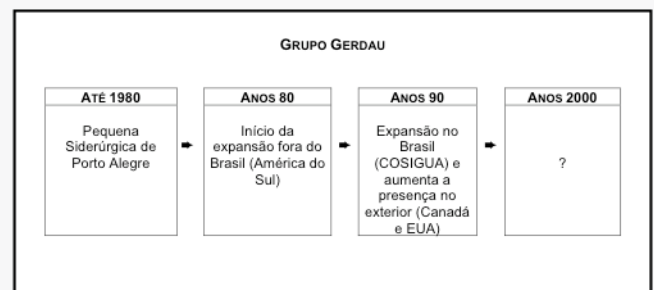 GRUPO GERDAU
ATÉ 1980
Pequena
Siderúrgica de
Porto Alegre
ANOS 80
Início da
expansão fora do
Brasil (América do
Sul)
ANOS 90
Expansão no
Brasil
(COSIGUA) e
aumenta a
presença no
exterior (Canadá
e EUA)
ANOS 2000
?